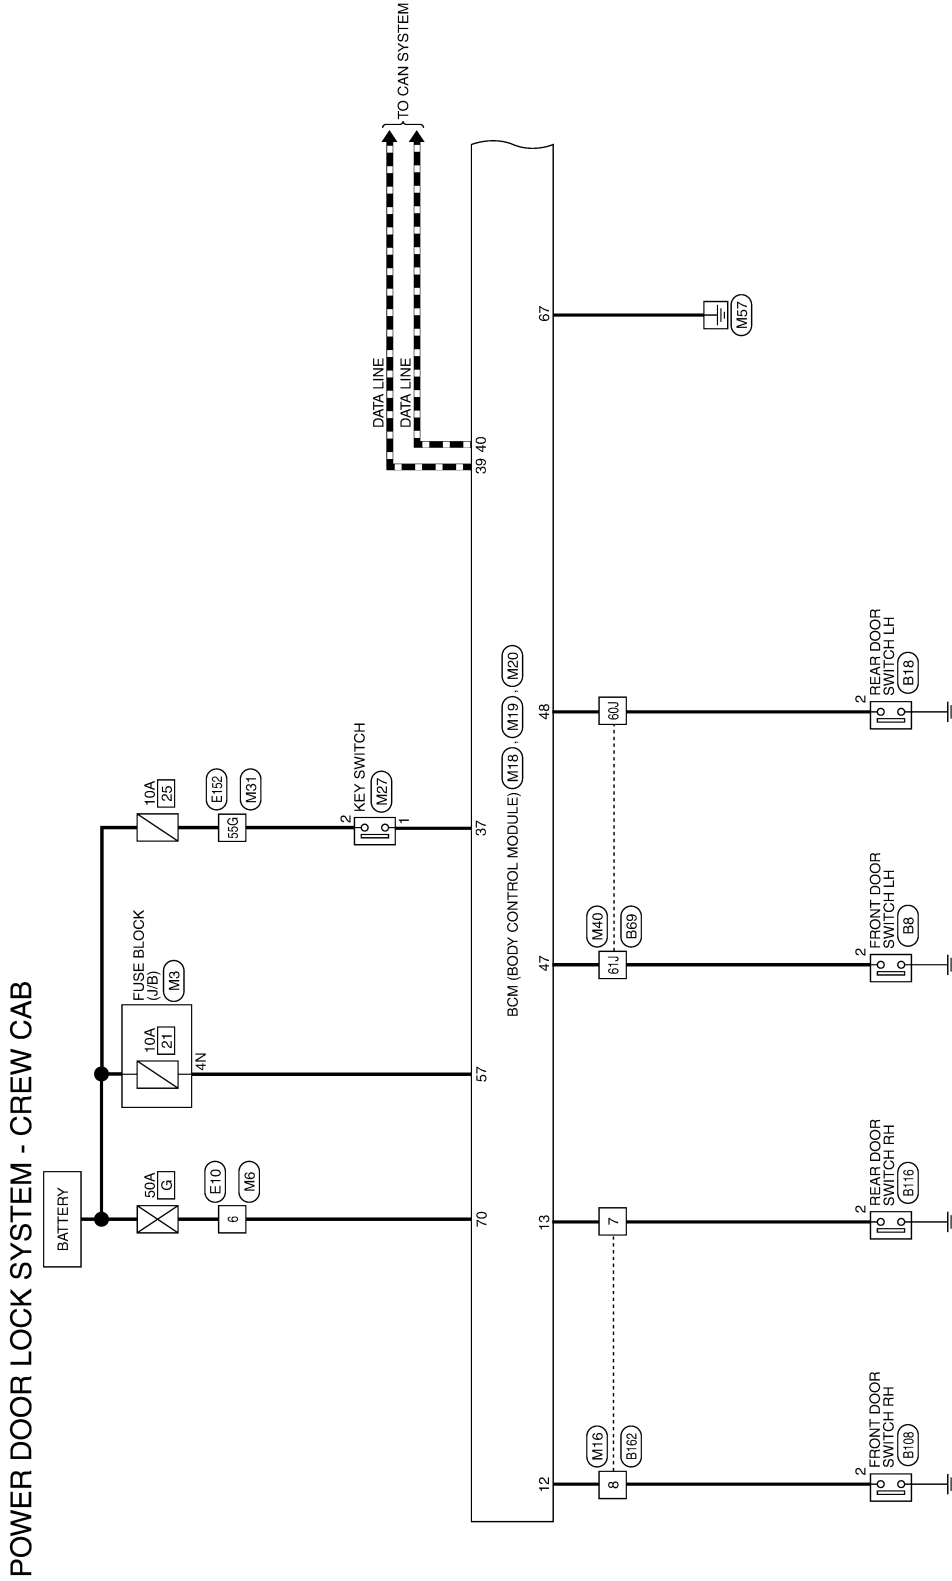 POWER DOOR LOCK SYSTEM - CREW CAB
BATTERY
50A
G
E10
6
M6
70
FUSE BLOCK
(J/B)
M3
10A
21
4N
57
10A
25
E152
55G
M31
KEY SWITCH
M27
2
1
37
DATA LINE
DATA LINE
TO CAN SYSTEM
39
40
BCM (BODY CONTROL MODULE) M18 , M19 , M20
12
13
47
48
67
M16
8
B162
7
M40
61J
B69
60J
M57
2
FRONT DOOR
SWITCH RH
B108
2
REAR DOOR
SWITCH RH
B116
2
FRONT DOOR
SWITCH LH
B8
2
REAR DOOR
SWITCH LH
B18